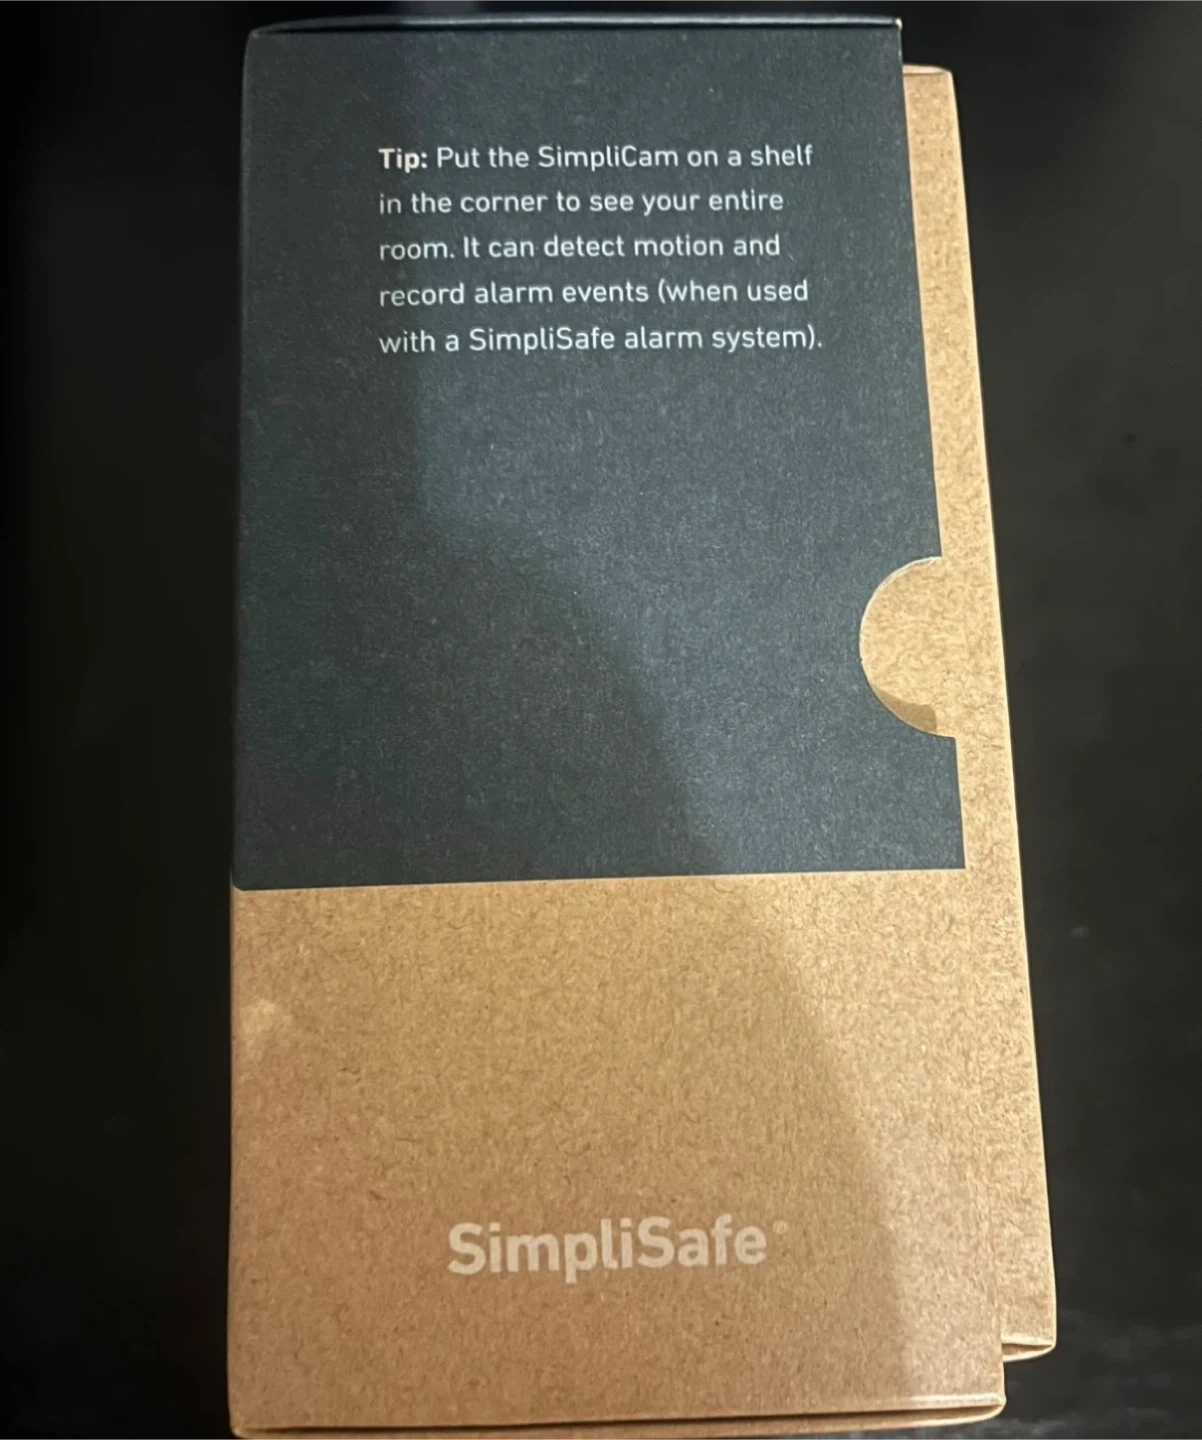 Tip: Put the SimpliCam on a shelf
in the corner to see your entire
room. It can detect motion and
record alarm events (when used
with a SimpliSafe alarm system).
SimpliSafe®